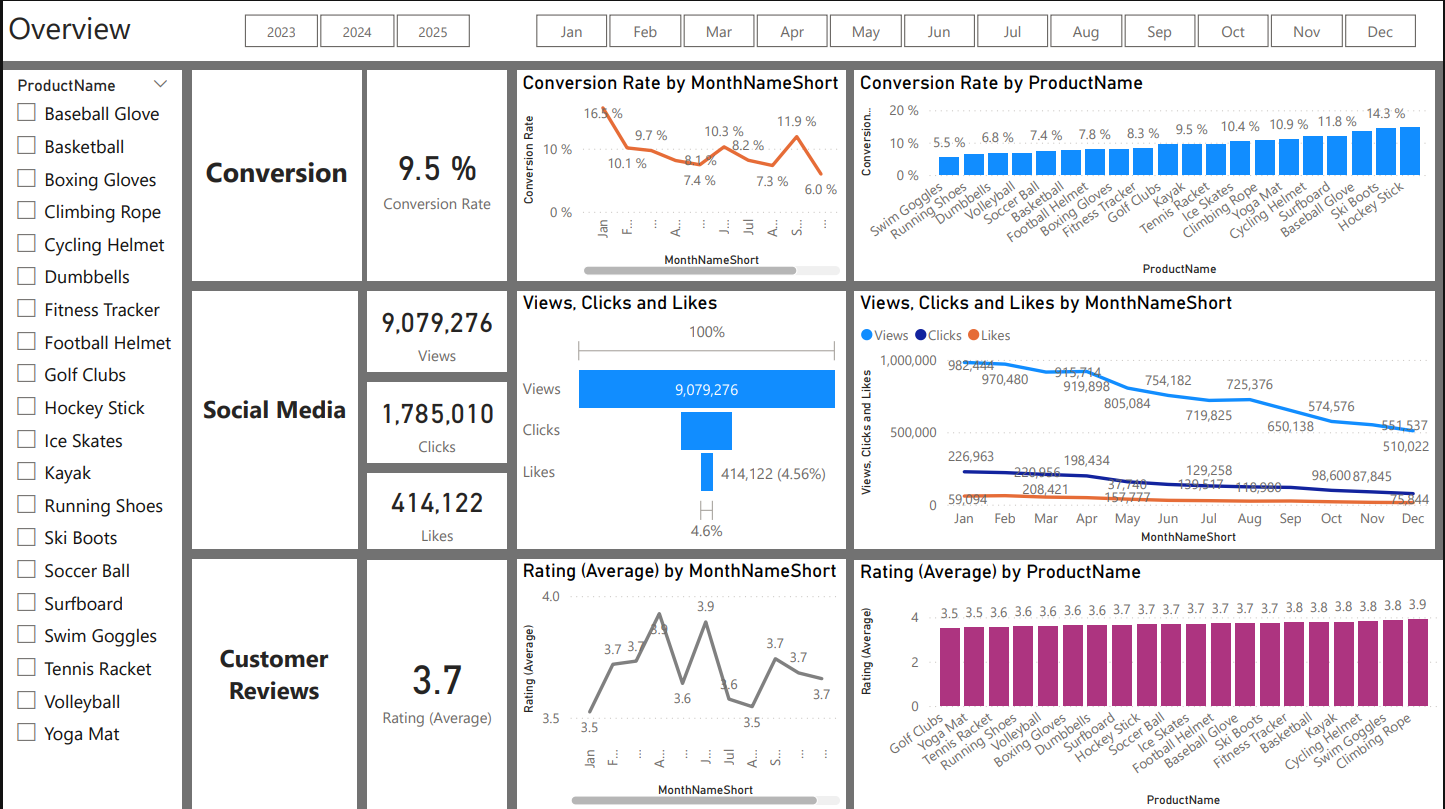 Overview
2023 2024 2025
Jan Feb Mar Apr May Jun Jul Aug Sep Oct Nov Dec
ProductName
Baseball Glove
Basketball
Boxing Gloves
Climbing Rope
Cycling Helmet
Dumbbells
Fitness Tracker
Football Helmet
Golf Clubs
Hockey Stick
Ice Skates
Kayak
Running Shoes
Ski Boots
Soccer Ball
Surfboard
Swim Goggles
Tennis Racket
Volleyball
Yoga Mat
Conversion
9.5 %
Conversion Rate
Conversion Rate by MonthNameShort
Conversion Rate
10 %
0 %
16.5 %
10.1 %
9.7 %
8.1 %
7.4 %
10.3 %
8.2 %
7.3 %
11.9 %
6.0 %
Jan F... ... A... ... J... Jul A... S... ...
MonthNameShort
Conversion Rate by ProductName
Conversion...
20 %
10 %
0 %
5.5 % 6.8 % 7.4 % 7.8 % 8.3 % 9.5 % 10.4 % 10.9 % 11.8 % 14.3 %
Swim Goggles
Running Shoes
Dumbbells
Volleyball
Soccer Ball
Basketball
Football Helmet
Boxing Gloves
Fitness Tracker
Golf Clubs
Kayak
Tennis Racket
Ice Skates
Climbing Rope
Yoga Mat
Cycling Helmet
Surfboard
Baseball Glove
Ski Boots
Hockey Stick
ProductName
Social Media
9,079,276
Views
1,785,010
Clicks
414,122
Likes
Views, Clicks and Likes
100%
Views
9,079,276
Clicks
Likes
414,122 (4.56%)
4.6%
Views, Clicks and Likes by MonthNameShort
Views Clicks Likes
Views, Clicks and Likes
1,000,000
500,000
0
982,444
970,480
915,714
919,898
805,084
754,182
719,825
725,376
650,138
574,576
551,537
510,022
226,963
220,956
208,421
198,434
157,777
139,517
129,258
118,980
98,600
87,845
75,844
59,094
37,740
Jan Feb Mar Apr May Jun Jul Aug Sep Oct Nov Dec
MonthNameShort
Customer
Reviews
3.7
Rating (Average)
Rating (Average) by MonthNameShort
Rating (Average)
4.0
3.5
3.5
3.7
3.7
3.9
3.6
3.9
3.6
3.5
3.7
3.7
3.7
Jan F... ... A... ... J... Jul A... S... ... ...
MonthNameShort
Rating (Average) by ProductName
Rating (Average)
4
2
0
3.5 3.5 3.6 3.6 3.6 3.6 3.6 3.7 3.7 3.7 3.7 3.7 3.7 3.7 3.8 3.8 3.8 3.8 3.8 3.9
Golf Clubs
Yoga Mat
Tennis Racket
Running Shoes
Volleyball
Boxing Gloves
Dumbbells
Surfboard
Hockey Stick
Soccer Ball
Ice Skates
Football Helmet
Baseball Glove
Ski Boots
Fitness Tracker
Basketball
Kayak
Cycling Helmet
Swim Goggles
Climbing Rope
ProductName